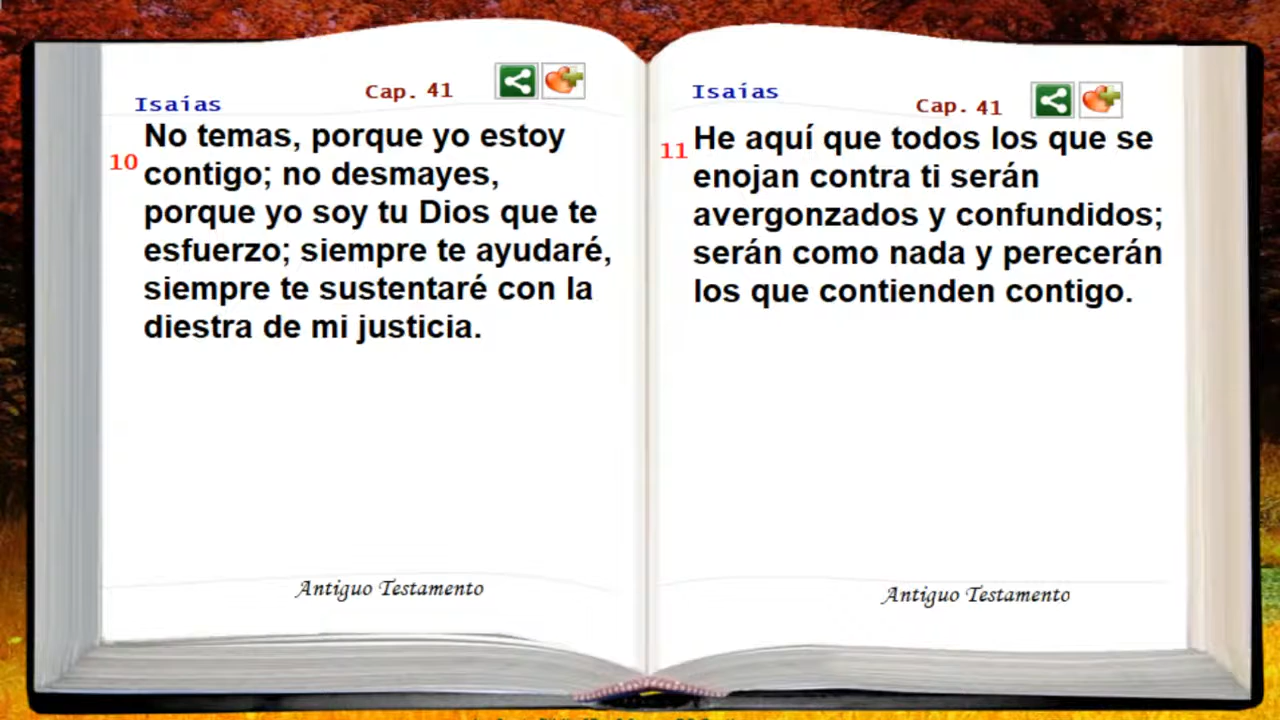 Isaías
Cap. 41
10
No temas, porque yo estoy
contigo; no desmayes,
porque yo soy tu Dios que te
esfuerzo; siempre te ayudaré,
siempre te sustentaré con la
diestra de mi justicia.
Antiguo Testamento
Isaías
Cap. 41
11
He aquí que todos los que se
enojan contra ti serán
avergonzados y confundidos;
serán como nada y perecerán
los que contienden contigo.
Antiguo Testamento